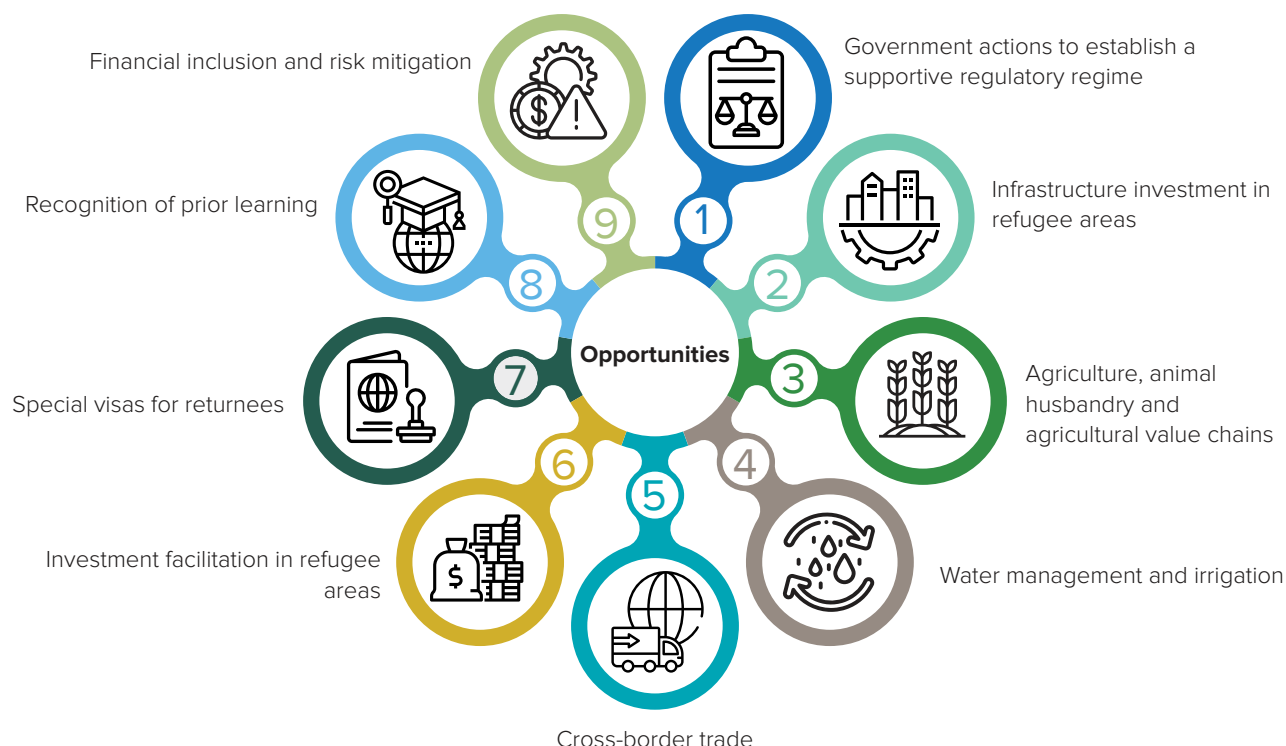 Opportunities
1
Government actions to establish a
supportive regulatory regime
2
Infrastructure investment in
refugee areas
3
Agriculture, animal
husbandry and
agricultural value chains
4
Water management and irrigation
5
Cross-border trade
6
Investment facilitation in refugee
areas
7
Special visas for returnees
8
Recognition of prior learning
9
Financial inclusion and risk mitigation
$
$